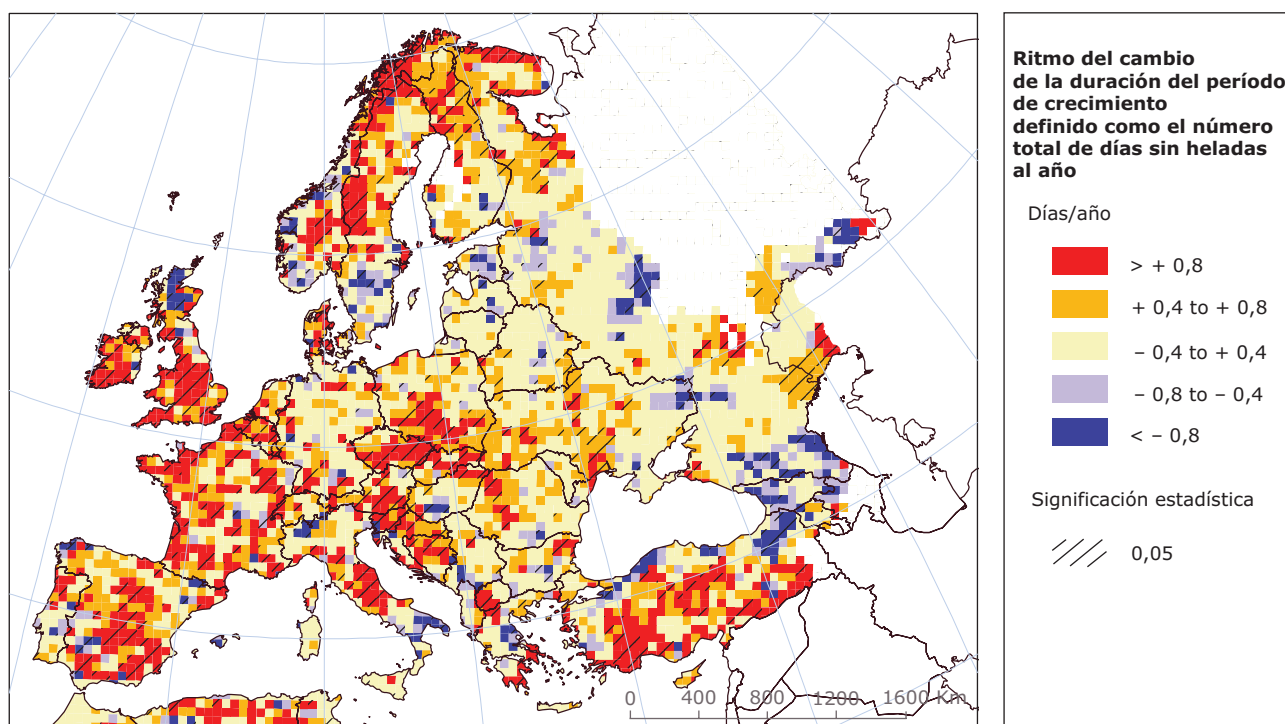 Ritmo del cambio
de la duración del período
de crecimiento
definido como el número
total de días sin heladas
al año
Días/año
> + 0,8
+ 0,4 to + 0,8
– 0,4 to + 0,4
– 0,8 to – 0,4
< – 0,8
Significación estadística
0,05
0 400 800 1200 1600 Km